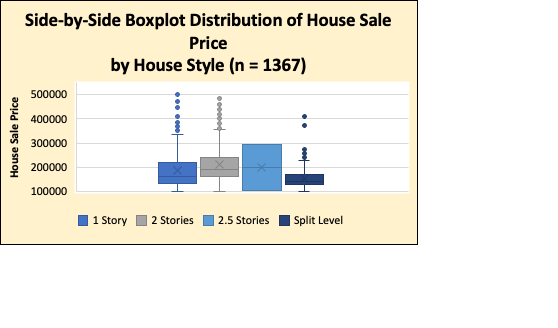 Side-by-Side Boxplot Distribution of House Sale
Price
by House Style (n = 1367)
House Sale Price
500000
400000
300000
200000
100000
1 Story 2 Stories 2.5 Stories Split Level